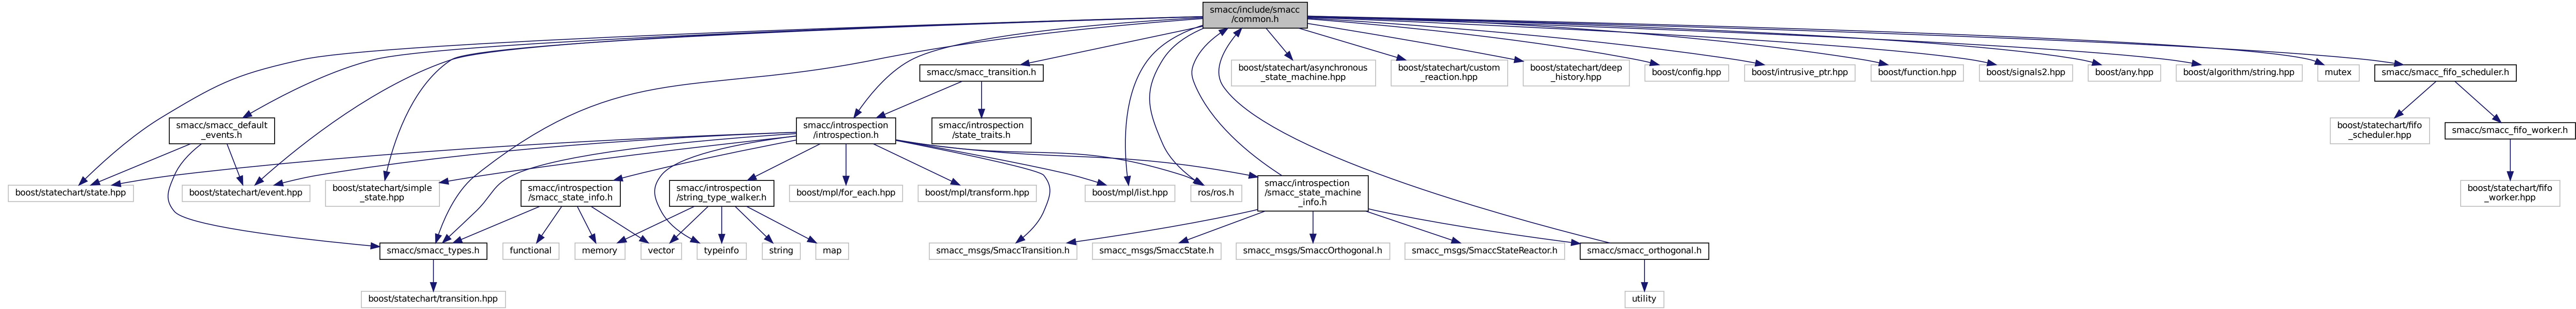 smacc/include/smacc
/common.h
smacc/smacc_transition.h
boost/statechart/asynchronous
_state_machine.hpp
boost/statechart/custom
_reaction.hpp
boost/statechart/deep
_history.hpp
boost/config.hpp
boost/intrusive_ptr.hpp
boost/function.hpp
boost/signals2.hpp
boost/any.hpp
boost/algorithm/string.hpp
mutex
smacc/smacc_fifo_scheduler.h
smacc/smacc_default
_events.h
smacc/introspection
/introspection.h
smacc/introspection
/state_traits.h
boost/statechart/fifo
_scheduler.hpp
smacc/smacc_fifo_worker.h
boost/statechart/state.hpp
boost/statechart/event.hpp
boost/statechart/simple
_state.hpp
smacc/introspection
/smacc_state_info.h
smacc/introspection
/string_type_walker.h
boost/mpl/for_each.hpp
boost/mpl/transform.hpp
boost/mpl/list.hpp
ros/ros.h
smacc/introspection
/smacc_state_machine
_info.h
boost/statechart/fifo
_worker.hpp
smacc/smacc_types.h
functional
memory
vector
typeinfo
string
map
smacc_msgs/SmaccTransition.h
smacc_msgs/SmaccState.h
smacc_msgs/SmaccOrthogonal.h
smacc_msgs/SmaccStateReactor.h
smacc/smacc_orthogonal.h
boost/statechart/transition.hpp
utility